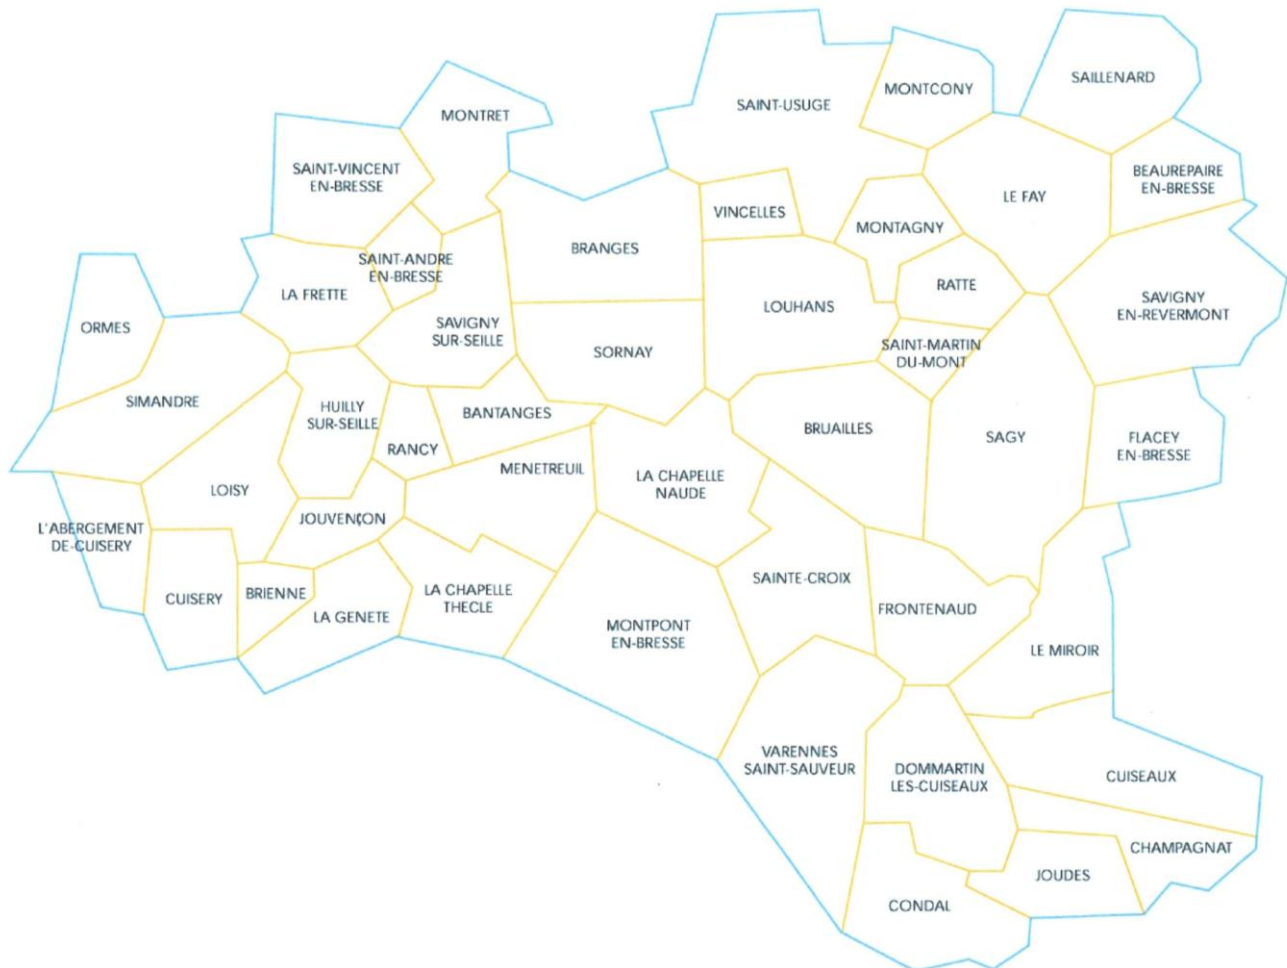 SAILLENARD
MONTCONY
SAINT-USUGE
MONTRET
SAINT-VINCENT
EN-BRESSE
BEAUREPAIRE
EN-BRESSE
LE FAY
VINCELLES
MONTAGNY
BRANGES
SAINT-ANDRE
EN-BRESSE
LA FRETTE
RATTE
SAVIGNY
EN-REVERMONT
LOUHANS
ORMES
SAVIGNY
SUR-SEILLE
SORNAY
SAINT-MARTIN
DU-MONT
SIMANDRE
HUILLY
SUR-SEILLE
BANTANGES
RANCY
BRUAILLES
SAGY
FLACEY
EN-BRESSE
MENETREUIL
LA CHAPELLE
NAUDE
LOISY
JOUVENÇON
L'ABERGEMENT
DE-CUISERY
CUISERY
BRIENNE
LA GENETE
LA CHAPELLE
THECLE
SAINTE-CROIX
FRONTENAUD
MONTPONT
EN-BRESSE
LE MIROIR
VARENNES
SAINT-SAUVEUR
DOMMARTIN
LES-CUISEAUX
CUISEAUX
CHAMPAGNAT
JOUDES
CONDAL